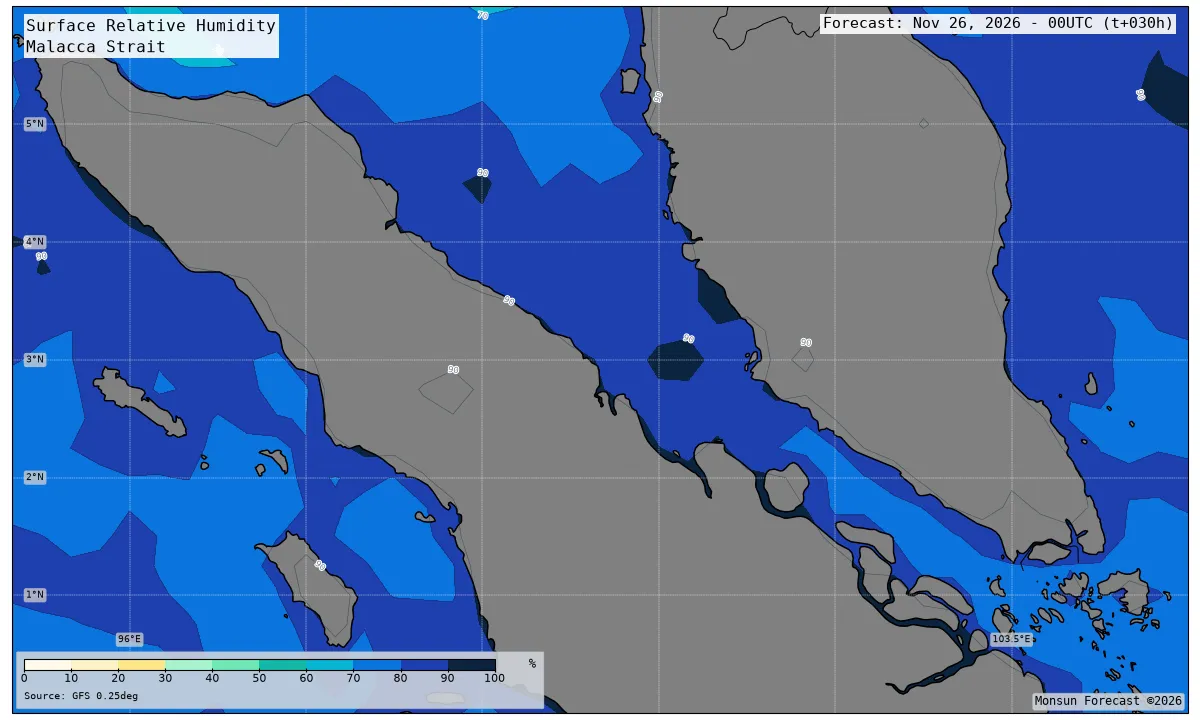 Surface Relative Humidity
Malacca Strait
Forecast: Nov 26, 2026 - 00UTC (t+030h)
70
90
90
5°N
90
4°N
90
90
90
90
3°N
90
2°N
90
1°N
96°E
103.5°E
%
0 10 20 30 40 50 60 70 80 90 100
Source: GFS 0.25deg
Monsun Forecast ©2026